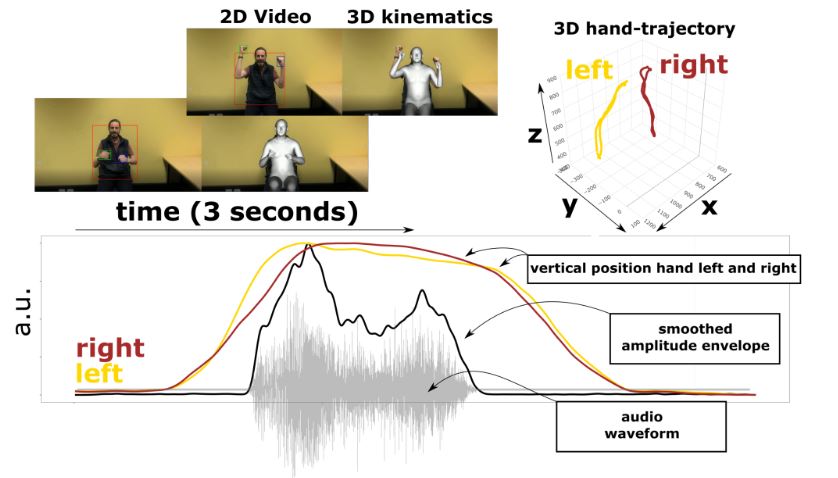 2D Video
3D kinematics
3D hand-trajectory
left
right
z
900
800
700
600
500
400
-300
-200
-100
0
100
600
700
800
900
1000
1100
1200
y
x
time (3 seconds)
a.u.
right
left
vertical position hand left and right
smoothed
amplitude envelope
audio
waveform